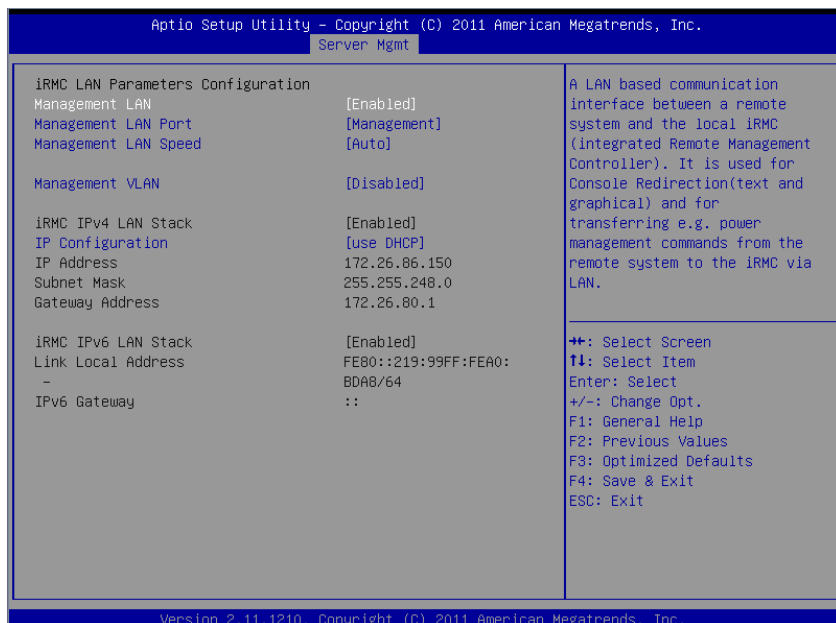 Aptio Setup Utility – Copyright (C) 2011 American Megatrends, Inc.
Server Mgmt
iRMC LAN Parameters Configuration
Management LAN [Enabled]
Management LAN Port [Management]
Management LAN Speed [Auto]
Management VLAN [Disabled]
iRMC IPv4 LAN Stack [Enabled]
IP Configuration [use DHCP]
IP Address 172.26.86.150
Subnet Mask 255.255.248.0
Gateway Address 172.26.80.1
iRMC IPv6 LAN Stack [Enabled]
Link Local Address FE80::219:99FF:FEA0:
– BDA8/64
IPv6 Gateway ::
A LAN based communication
interface between a remote
system and the local iRMC
(integrated Remote Management
Controller). It is used for
Console Redirection(text and
graphical) and for
transferring e.g. power
management commands from the
remote system to the iRMC via
LAN.
→←: Select Screen
↑↓: Select Item
Enter: Select
+/–: Change Opt.
F1: General Help
F2: Previous Values
F3: Optimized Defaults
F4: Save & Exit
ESC: Exit
Version 2.11.1210. Copyright (C) 2011 American Megatrends, Inc.